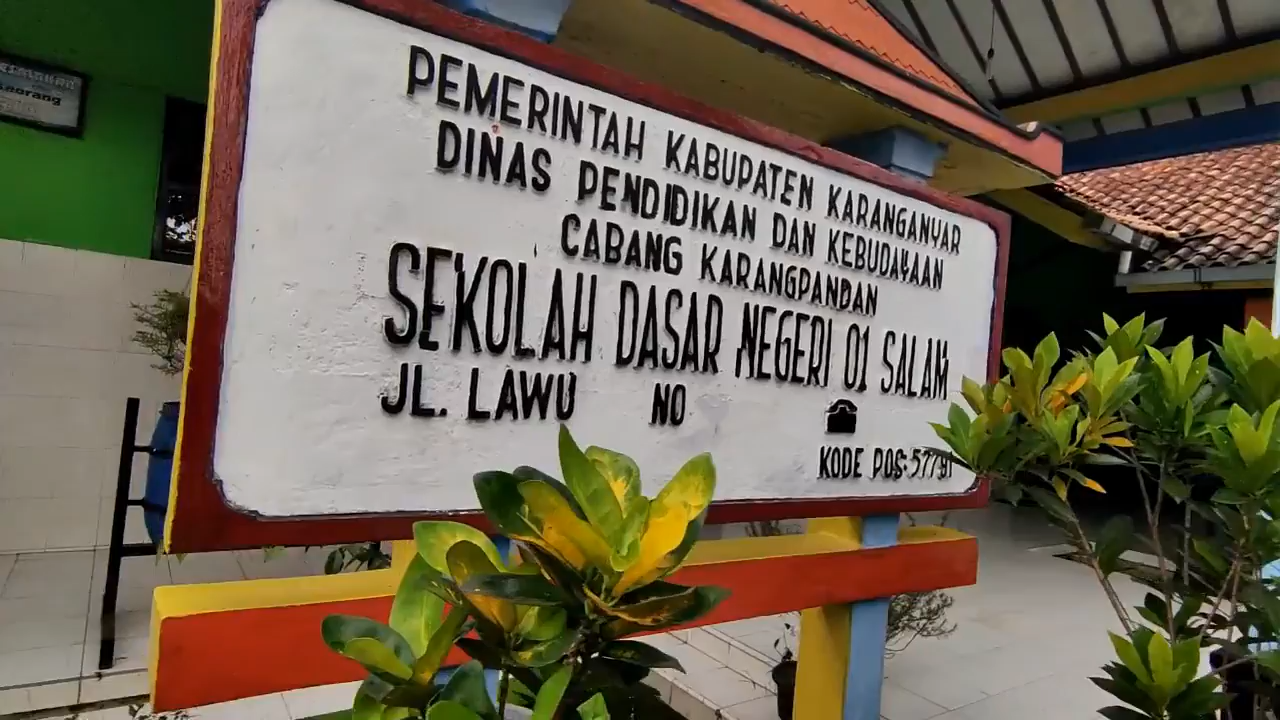 PEMERINTAH KABUPATEN KARANGANYAR
DINAS PENDIDIKAN DAN KEBUDAYAAN
CABANG KARANGPANDAN
SEKOLAH DASAR NEGERI 01 SALAM
JL. LAWU NO
KODE POS: 57791
eorang